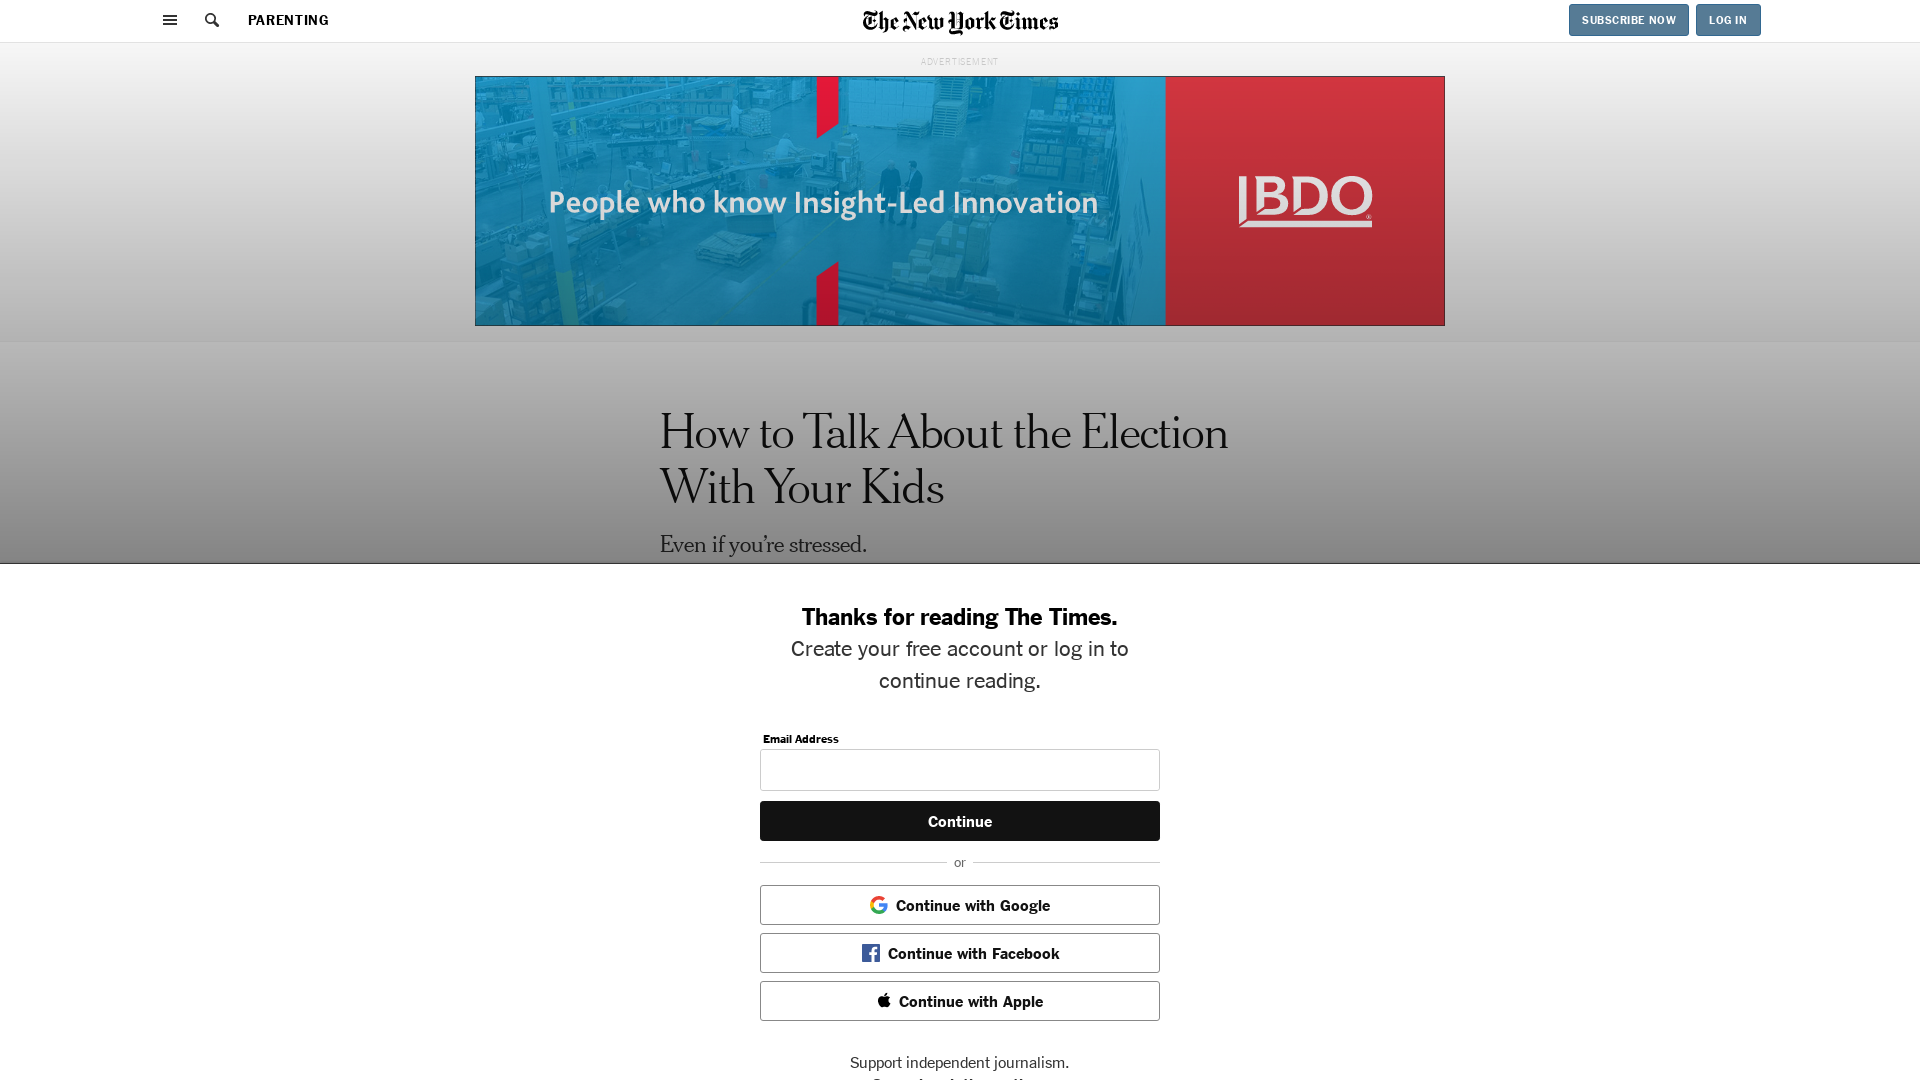 PARENTING
The New York Times
SUBSCRIBE NOW
LOG IN
ADVERTISEMENT
People who know Insight-Led Innovation
BDO
How to Talk About the Election
With Your Kids
Even if you’re stressed.
Thanks for reading The Times.
Create your free account or log in to
continue reading.
Email Address
Continue
or
Continue with Google
Continue with Facebook
Continue with Apple
Support independent journalism.